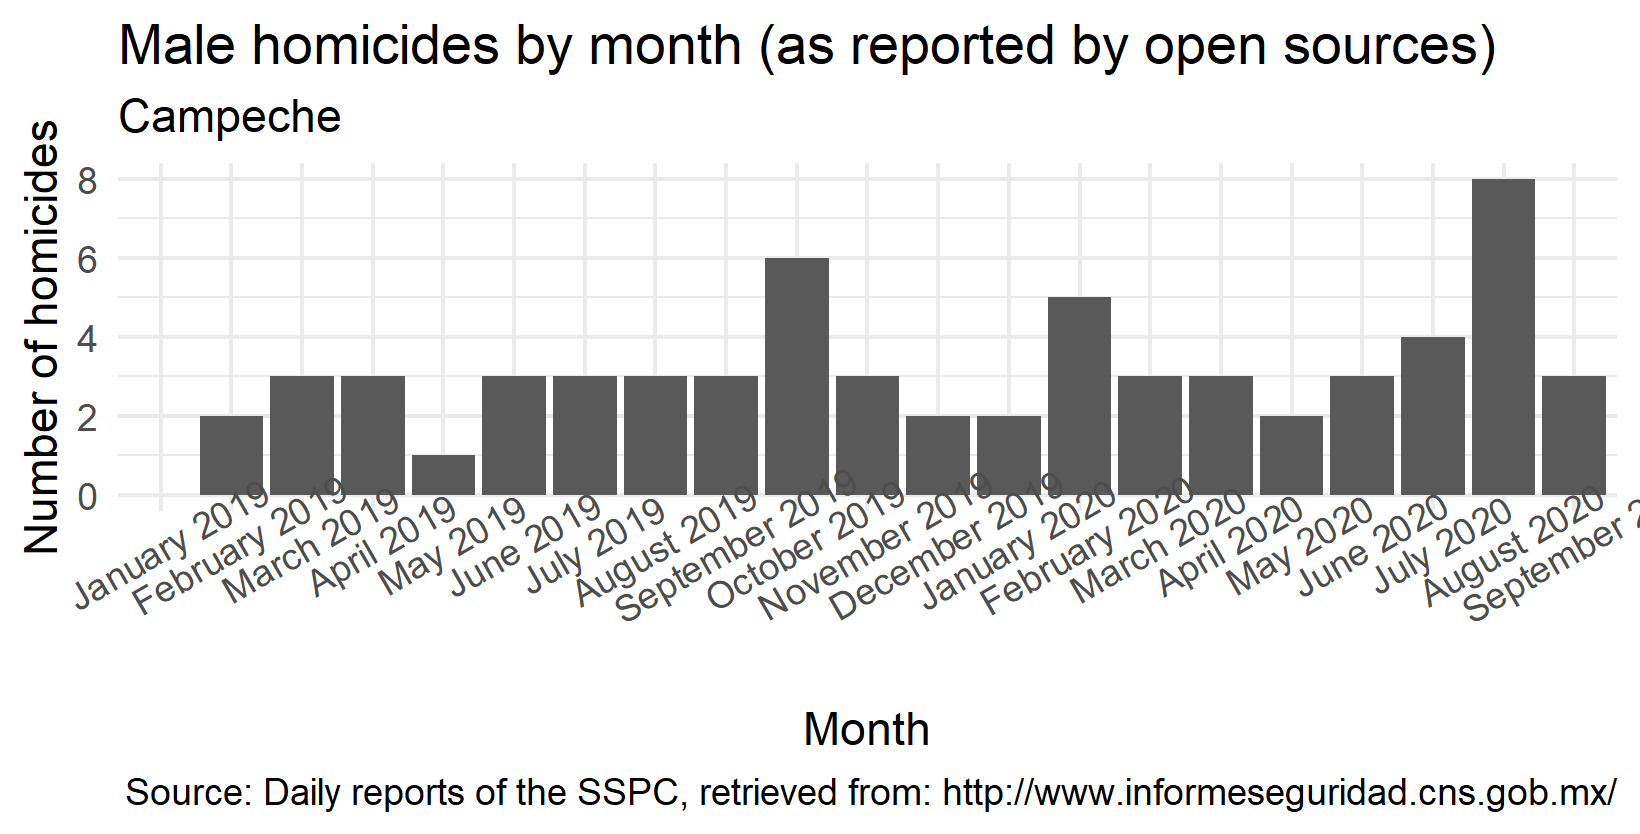 Male homicides by month (as reported by open sources)
Campeche
Number of homicides
8
6
4
2
0
January 2019
February 2019
March 2019
April 2019
May 2019
June 2019
July 2019
August 2019
September 2019
October 2019
November 2019
December 2019
January 2020
February 2020
March 2020
April 2020
May 2020
June 2020
July 2020
August 2020
September 2
Month
Source: Daily reports of the SSPC, retrieved from: http://www.informeseguridad.cns.gob.mx/